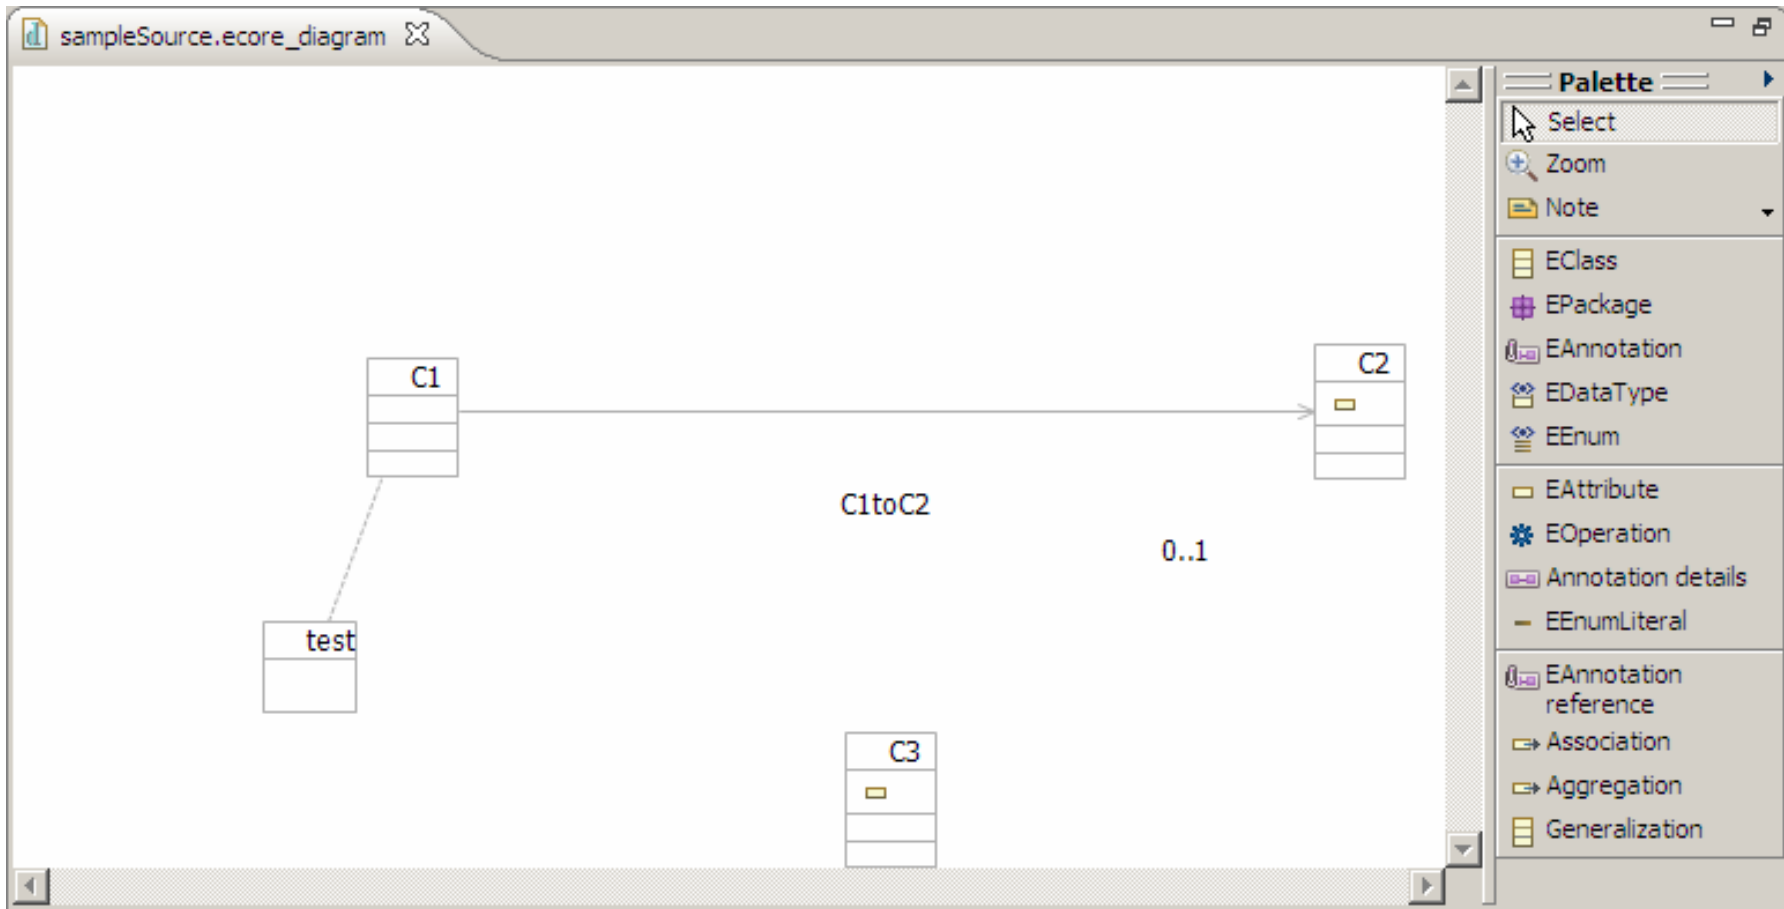 sampleSource.ecore_diagram
C1
C2
C1toC2
0..1
test
C3
Palette
Select
Zoom
Note
EClass
EPackage
EAnnotation
EDataType
EEnum
EAttribute
EOperation
Annotation details
EEnumLiteral
EAnnotation
reference
Association
Aggregation
Generalization